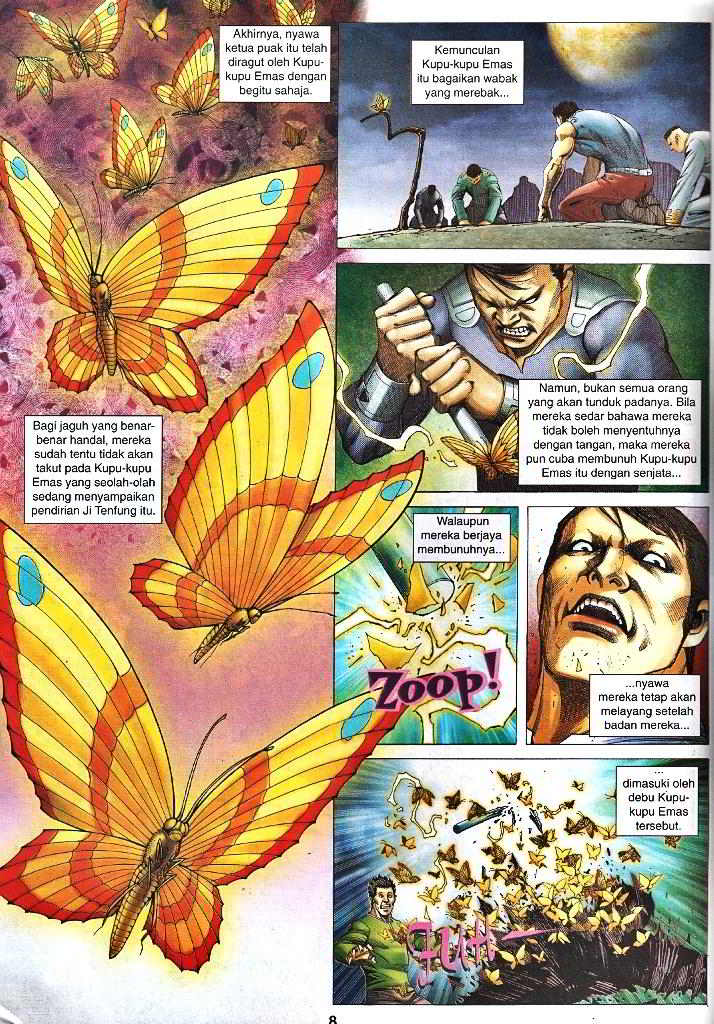 Akhirnya, nyawa
ketua puak itu telah
diragut oleh Kupu-
kupu Emas dengan
begitu sahaja.
Bagi jaguh yang benar-
benar handal, mereka
sudah tentu tidak akan
takut pada Kupu-kupu
Emas yang seolah-olah
sedang menyampaikan
pendirian Ji Tenfung itu.
Kemunculan
Kupu-kupu Emas
itu bagaikan wabak
yang merebak...
Namun, bukan semua orang
yang akan tunduk padanya. Bila
mereka sedar bahawa mereka
tidak boleh menyentuhnya
dengan tangan, maka mereka
pun cuba membunuh Kupu-kupu
Emas itu dengan senjata...
Walaupun
mereka berjaya
membunuhnya...
Zoop!
...nyawa
mereka tetap akan
melayang setelah
badan mereka...
...
dimasuki oleh
debu Kupu-
kupu Emas
tersebut.
8